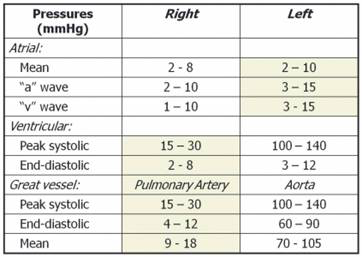 Pressures (mmHg) Right Left
Atrial:
Mean 2 - 8 2 – 10
“a” wave 2 – 10 3 – 15
“v” wave 1 – 10 3 - 15
Ventricular:
Peak systolic 15 – 30 100 – 140
End-diastolic 2 - 8 3 – 12
Great vessel: Pulmonary Artery Aorta
Peak systolic 15 – 30 100 – 140
End-diastolic 4 – 12 60 – 90
Mean 9 - 18 70 - 105